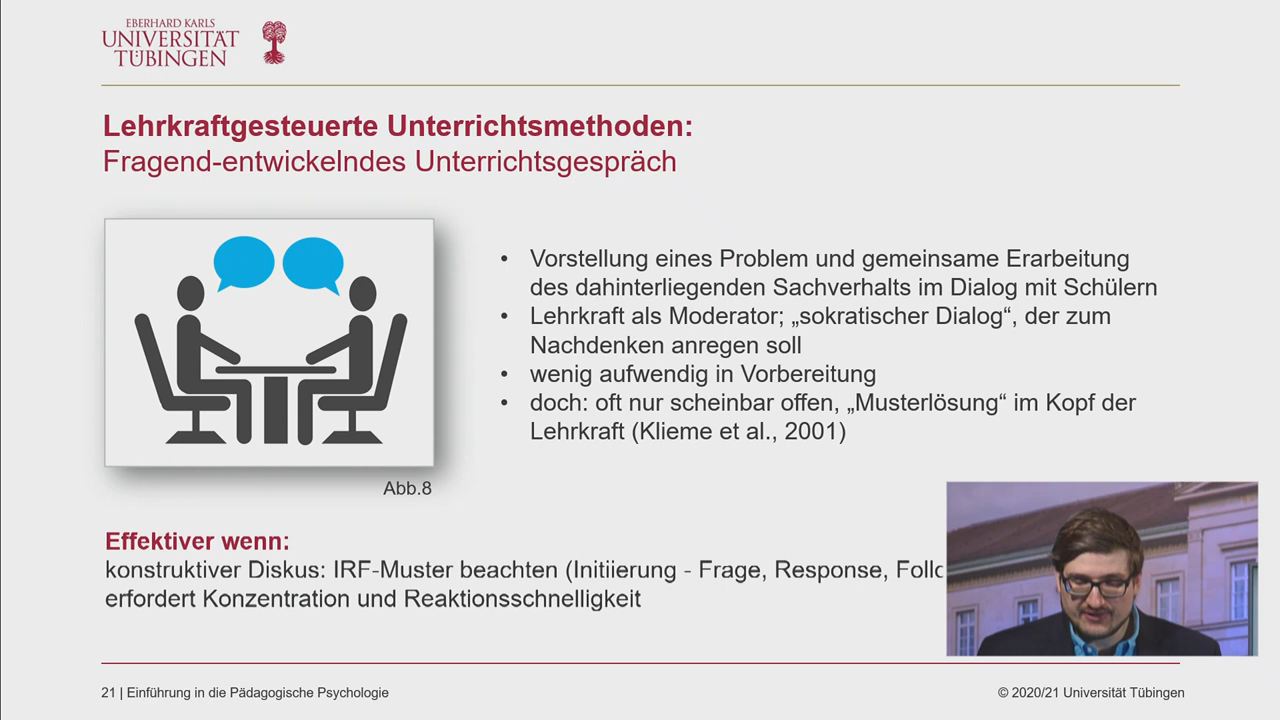 EBERHARD KARLS
UNIVERSITÄT
TÜBINGEN
Lehrkraftgesteuerte Unterrichtsmethoden:
Fragend-entwickelndes Unterrichtsgespräch
• Vorstellung eines Problem und gemeinsame Erarbeitung
des dahinterliegenden Sachverhalts im Dialog mit Schülern
• Lehrkraft als Moderator; „sokratischer Dialog“, der zum
Nachdenken anregen soll
• wenig aufwendig in Vorbereitung
• doch: oft nur scheinbar offen, „Musterlösung“ im Kopf der
Lehrkraft (Klieme et al., 2001)
Abb.8
Effektiver wenn:
konstruktiver Diskus: IRF-Muster beachten (Initiierung - Frage, Response,
erfordert Konzentration und Reaktionsschnelligkeit
21 | Einführung in die Pädagogische Psychologie
© 2020/21 Universität Tübingen